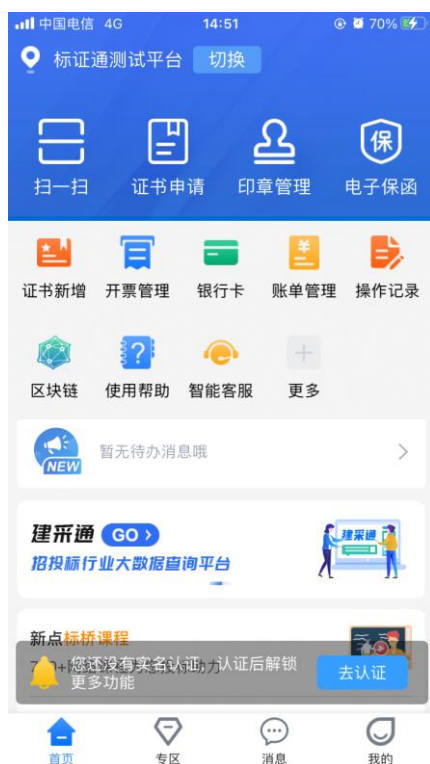 中国电信 4G 14:51 70%
标证通测试平台 切换
扫一扫 证书申请 印章管理 电子保函
保
证书新增 开票管理 银行卡 账单管理 操作记录
区块链 使用帮助 智能客服 更多
NEW 暂无待办消息哦
建采通 GO 建采通
招投标行业大数据查询平台
新点标桥课程
您还没有实名认证，认证后解锁
更多功能
去认证
首页 专区 消息 我的